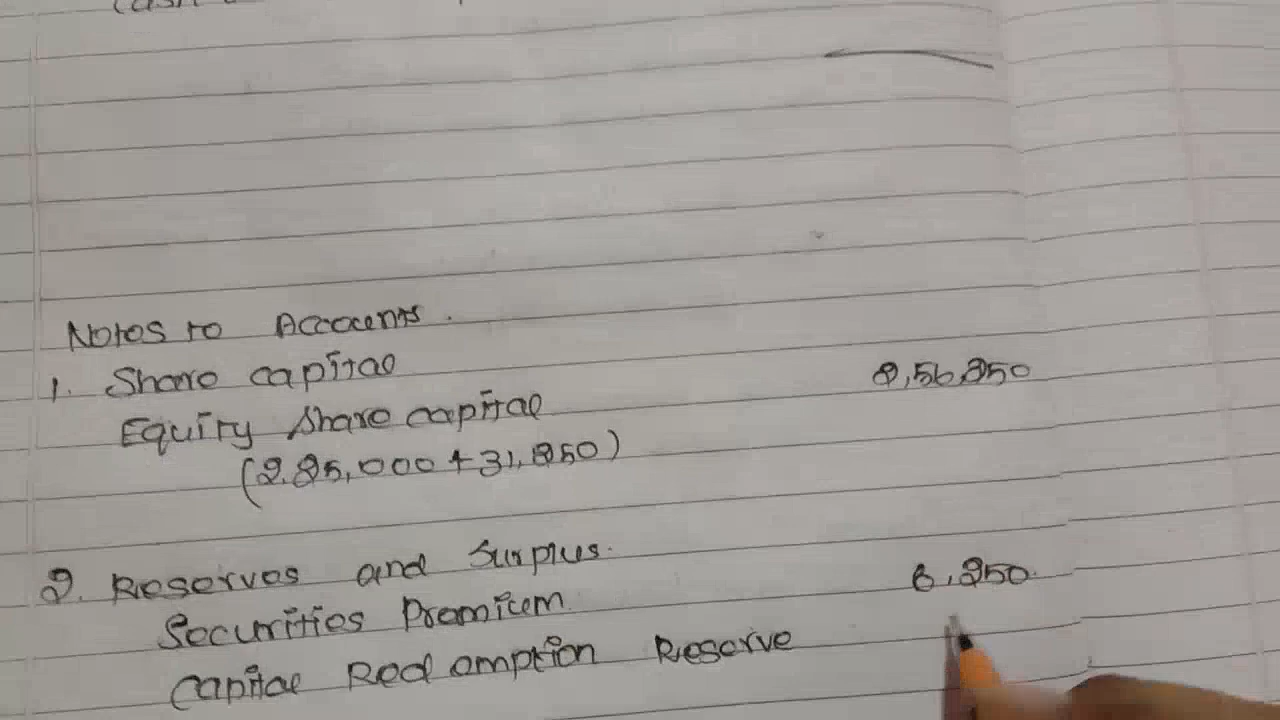 Notes to Accounts.
1. Share capital
2,56,250
Equity share capital
(2,25,000 + 31,250)
2. Reserves and Surplus.
Securities Premium
6,250
Capital Redamption Reserve